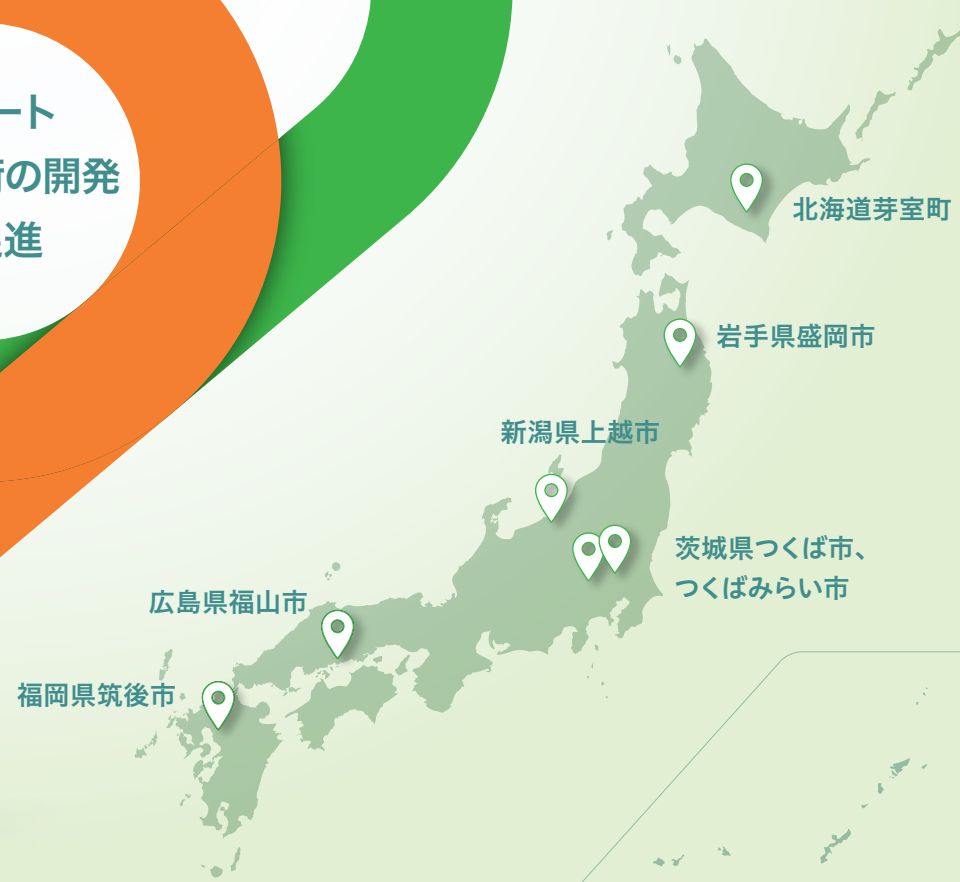 ート
の開発
進
北海道芽室町
岩手県盛岡市
新潟県上越市
茨城県つくば市、
つくばみらい市
広島県福山市
福岡県筑後市